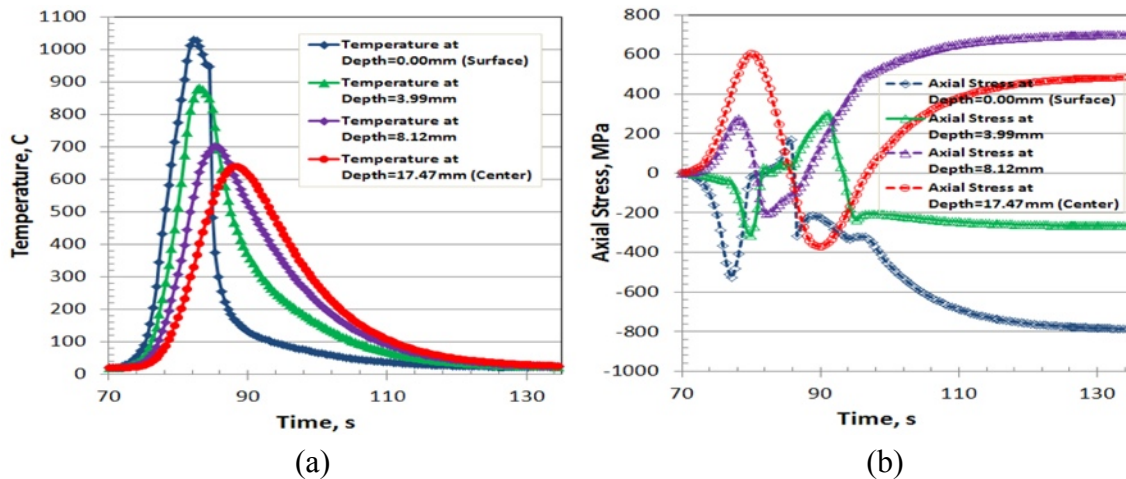 1100
1000
900
800
700
600
500
400
300
200
100
0
Temperature, C
Temperature at
Depth=0.00mm (Surface)
Temperature at
Depth=3.99mm
Temperature at
Depth=8.12mm
Temperature at
Depth=17.47mm (Center)
70 90 110 130
Time, s
(a)
800
600
400
200
0
-200
-400
-600
-800
-1000
Axial Stress, MPa
Axial Stress at
Depth=0.00mm (Surface)
Axial Stress at
Depth=3.99mm
Axial Stress at
Depth=8.12mm
Axial Stress at
Depth=17.47mm (Center)
70 90 110 130
Time, s
(b)